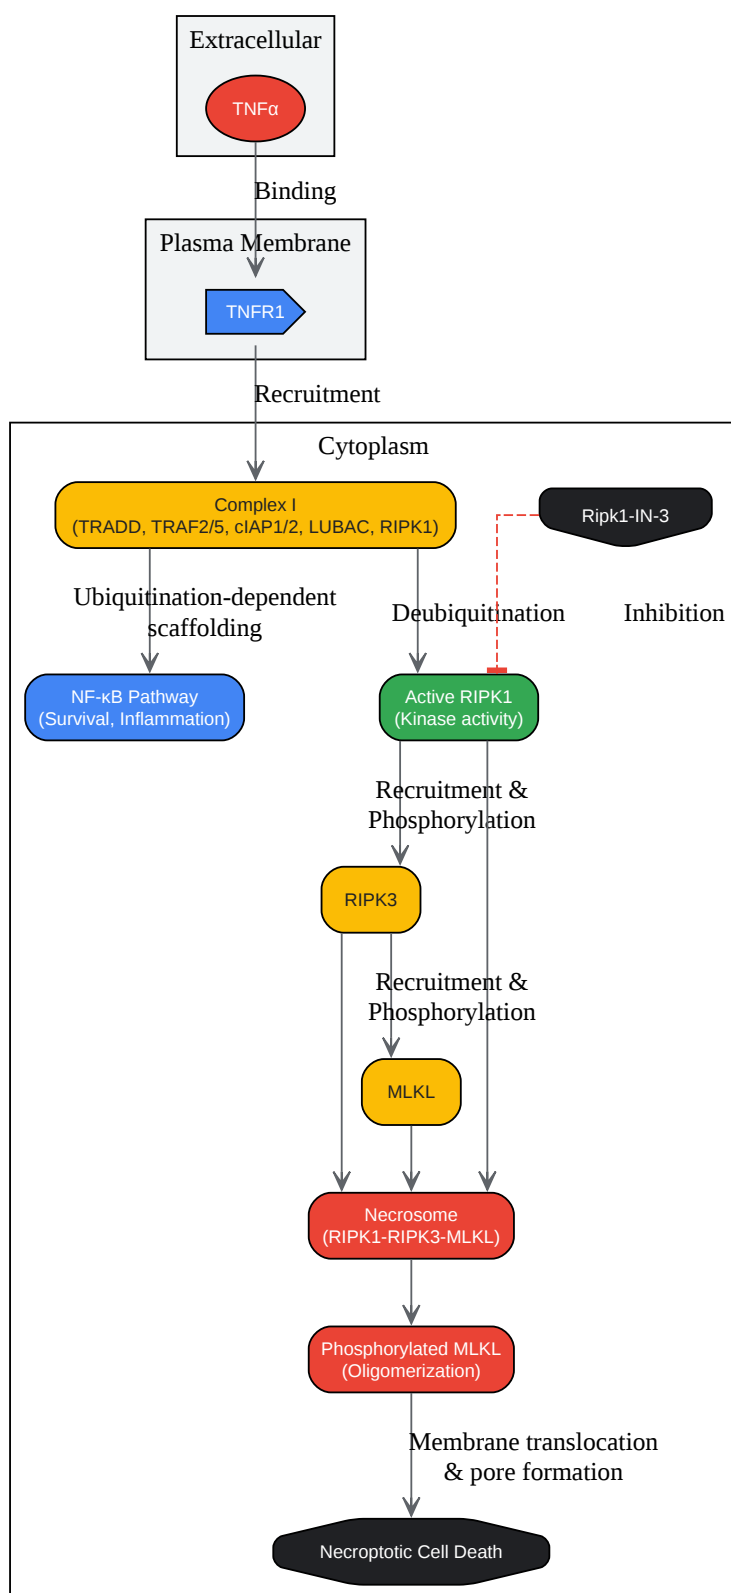 Extracellular
TNFα
Binding
Plasma Membrane
TNFR1
Recruitment
Cytoplasm
Complex I
(TRADD, TRAF2/5, cIAP1/2, LUBAC, RIPK1)
Ripk1-IN-3
Ubiquitination-dependent
scaffolding
Deubiquitination
Inhibition
NF-κB Pathway
(Survival, Inflammation)
Active RIPK1
(Kinase activity)
Recruitment &
Phosphorylation
RIPK3
Recruitment &
Phosphorylation
MLKL
Necrosome
(RIPK1-RIPK3-MLKL)
Phosphorylated MLKL
(Oligomerization)
Membrane translocation
& pore formation
Necroptotic Cell Death